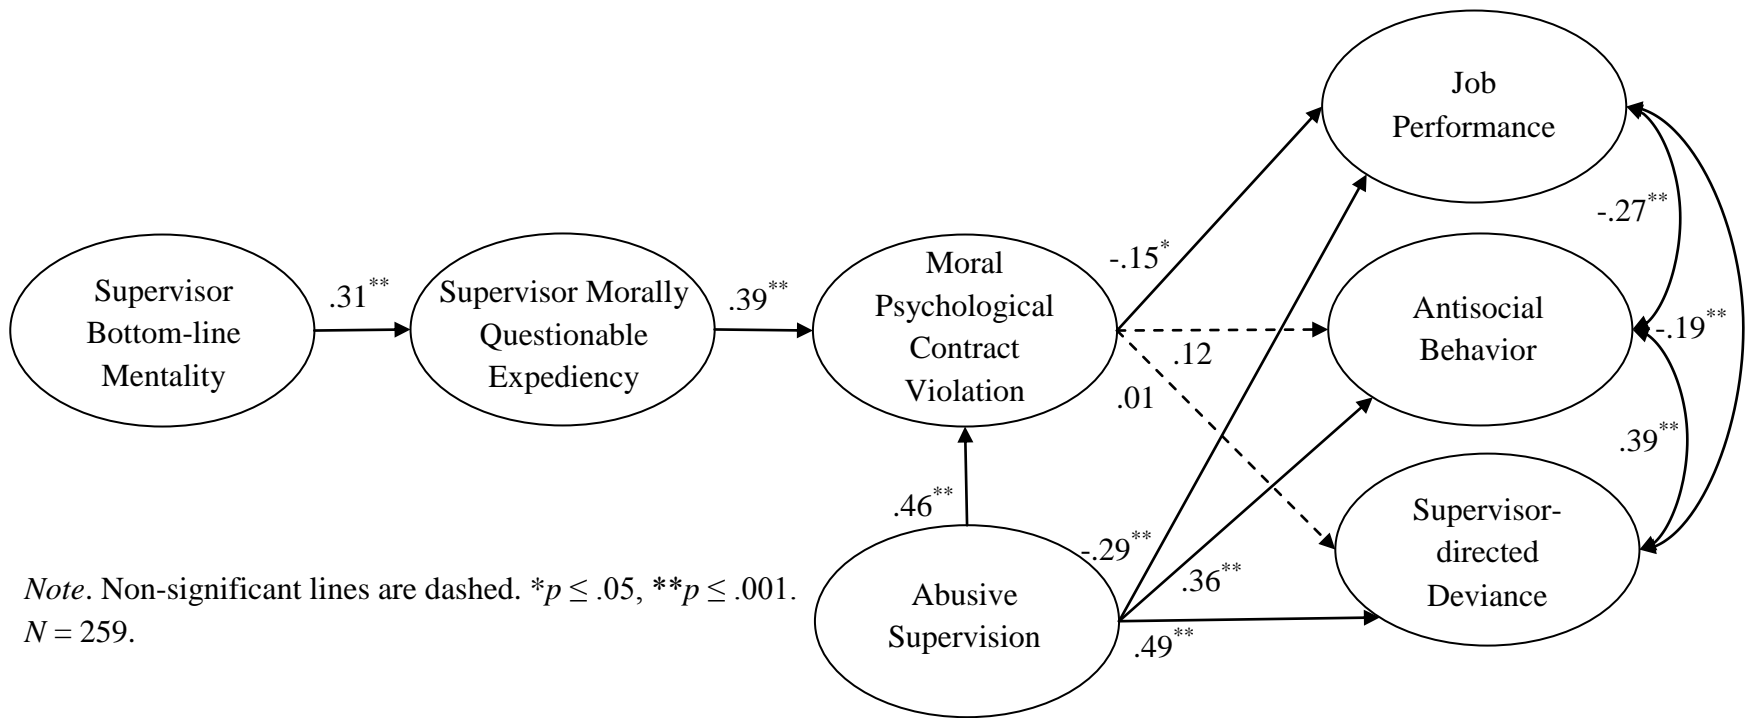 Job
Performance
-.27**
Supervisor
Bottom-line
Mentality
.31**
Supervisor Morally
Questionable
Expediency
.39**
Moral
Psychological
Contract
Violation
-.15*
.12
.01
Antisocial
Behavior
-.19**
.39**
.46**
Supervisor-
directed
Deviance
-.29**
.36**
.49**
Abusive
Supervision
Note. Non-significant lines are dashed. *p ≤ .05, **p ≤ .001.
N = 259.